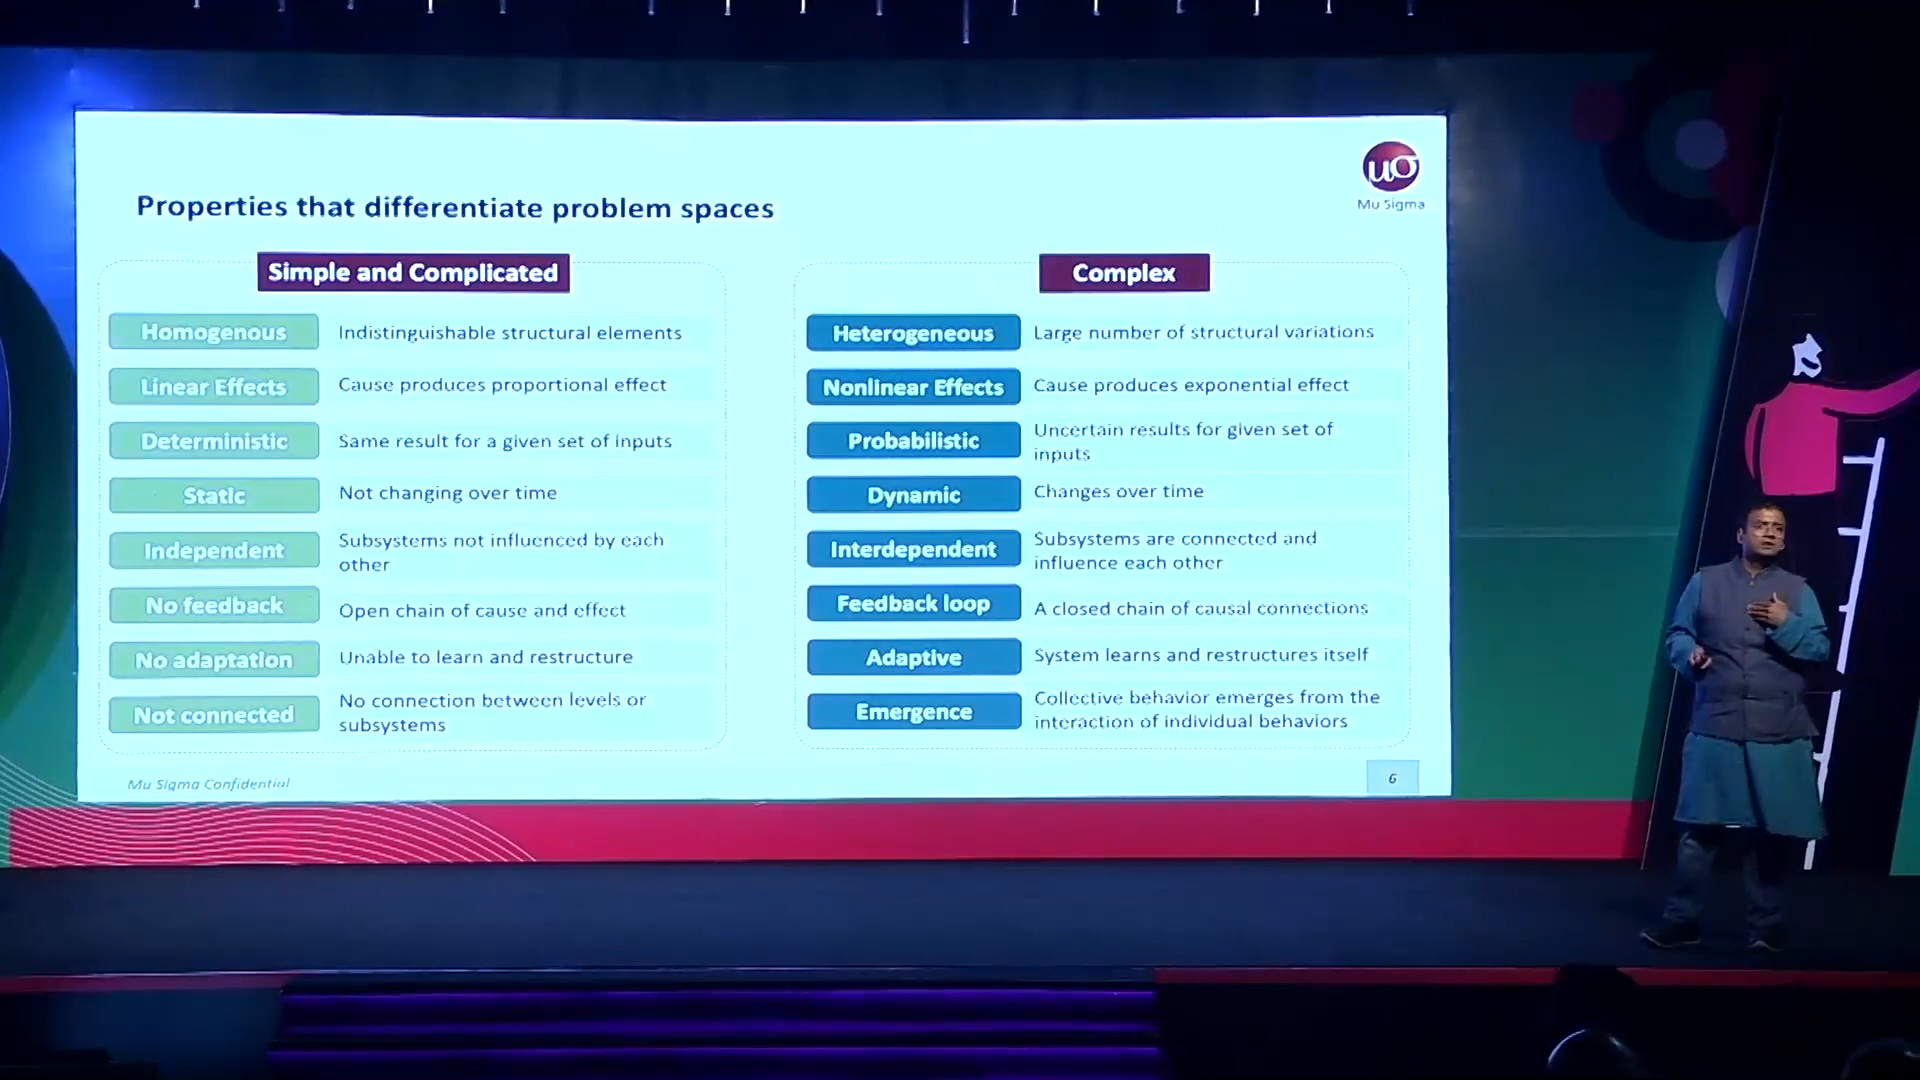 μσ
Mu Sigma
Properties that differentiate problem spaces
Simple and Complicated
Homogenous
Indistinguishable structural elements
Linear Effects
Cause produces proportional effect
Deterministic
Same result for a given set of inputs
Static
Not changing over time
Independent
Subsystems not influenced by each
other
No feedback
Open chain of cause and effect
No adaptation
Unable to learn and restructure
Not connected
No connection between levels or
subsystems
Complex
Heterogeneous
Large number of structural variations
Nonlinear Effects
Cause produces exponential effect
Probabilistic
Uncertain results for given set of
inputs
Dynamic
Changes over time
Interdependent
Subsystems are connected and
influence each other
Feedback loop
A closed chain of causal connections
Adaptive
System learns and restructures itself
Emergence
Collective behavior emerges from the
interaction of individual behaviors
Mu Sigma Confidential
6